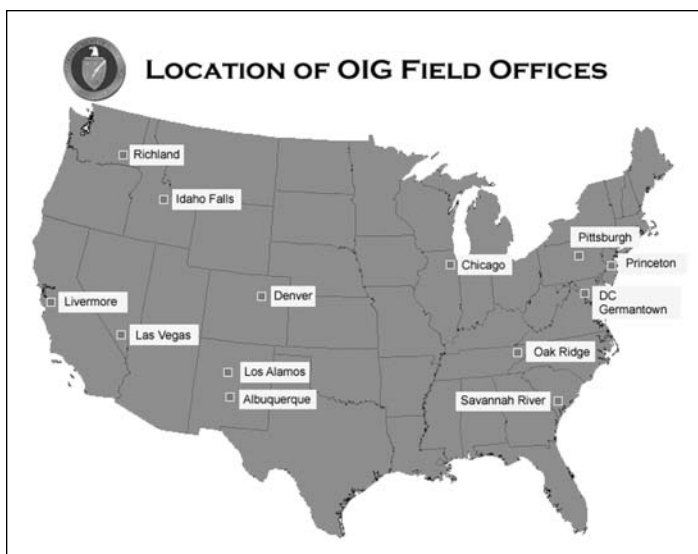 LOCATION OF OIG FIELD OFFICES
Richland
Idaho Falls
Pittsburgh
Chicago
Princeton
Livermore
Denver
DC
Germantown
Las Vegas
Oak Ridge
Los Alamos
Albuquerque
Savannah River